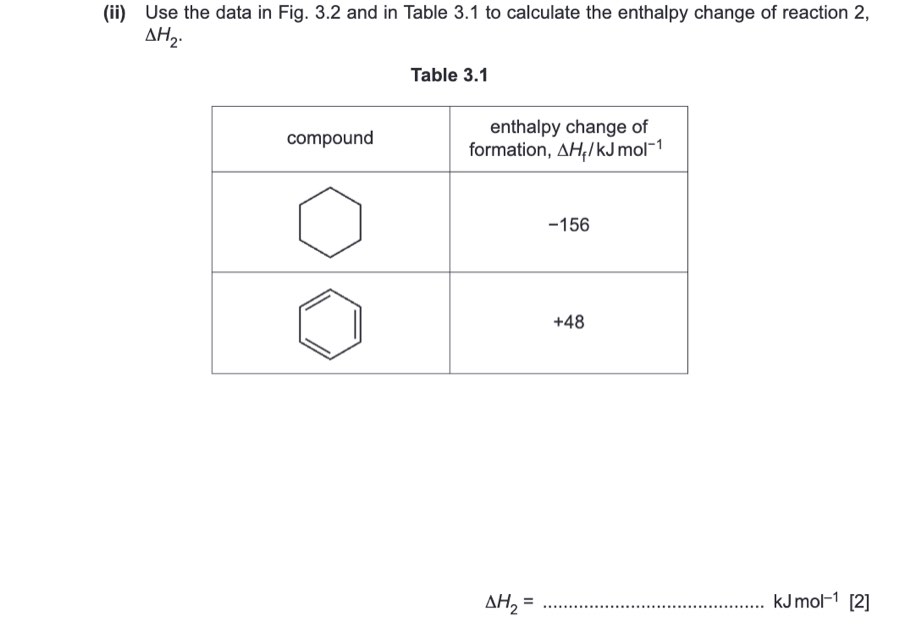 (ii) Use the data in Fig. 3.2 and in Table 3.1 to calculate the enthalpy change of reaction 2,
ΔH₂.
Table 3.1
compound
enthalpy change of
formation, ΔHf / kJ mol⁻¹
−156
+48
ΔH₂ = ............................................ kJ mol⁻¹ [2]